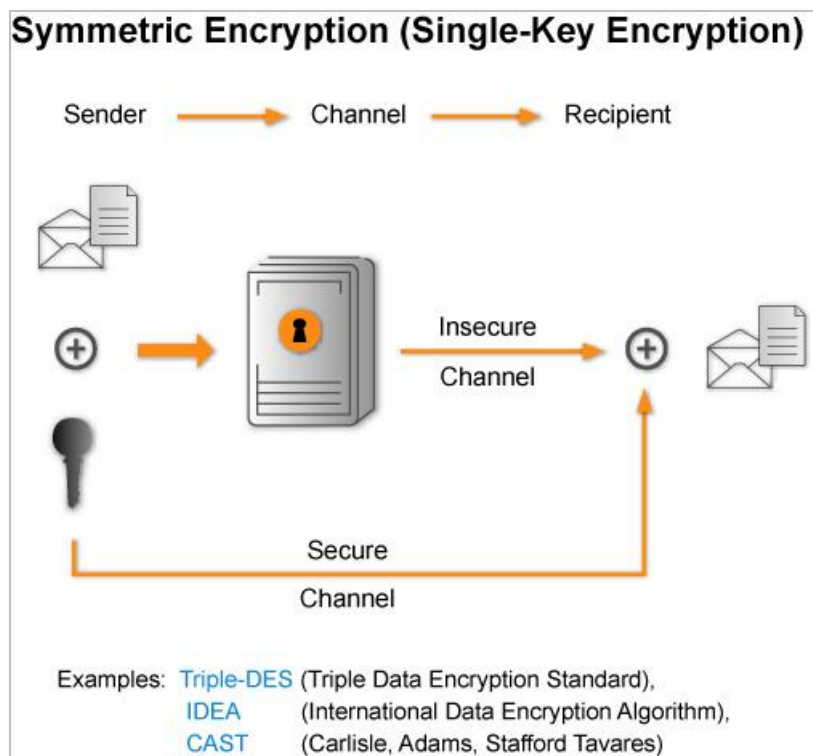 Symmetric Encryption (Single-Key Encryption)
Sender Channel Recipient
Insecure
Channel
Secure
Channel
Examples: Triple-DES (Triple Data Encryption Standard),
IDEA (International Data Encryption Algorithm),
CAST (Carlisle, Adams, Stafford Tavares)